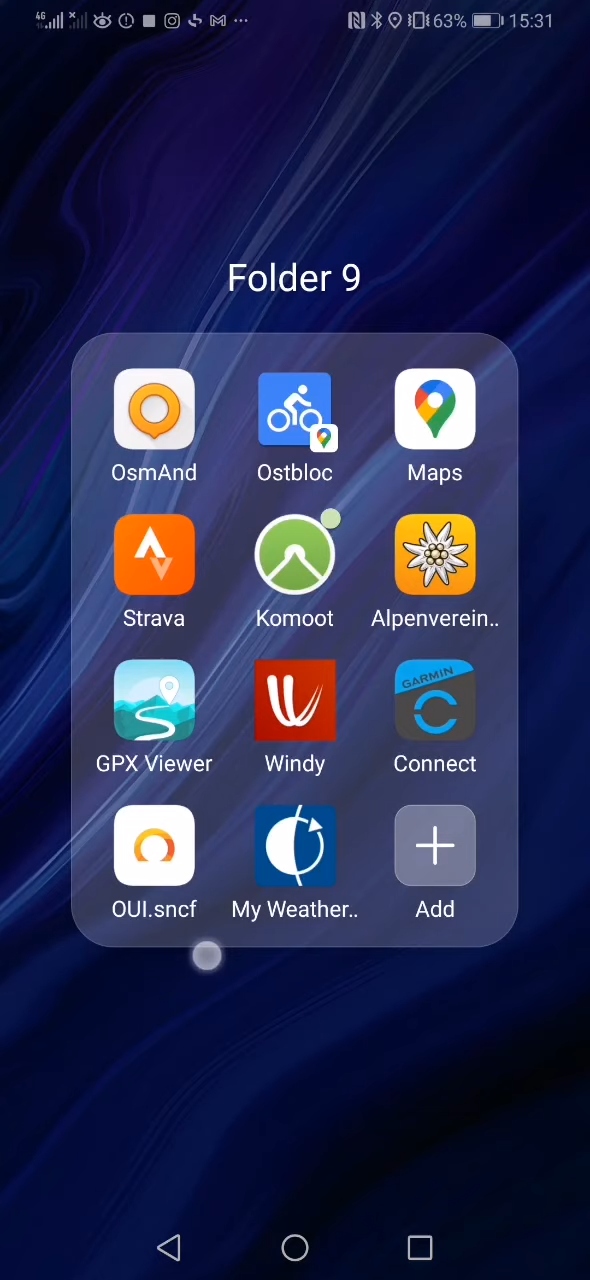 4G 63% 15:31
Folder 9
OsmAnd Ostbloc Maps
Strava Komoot Alpenverein..
GARMIN
GPX Viewer Windy Connect
OUI.sncf My Weather.. Add